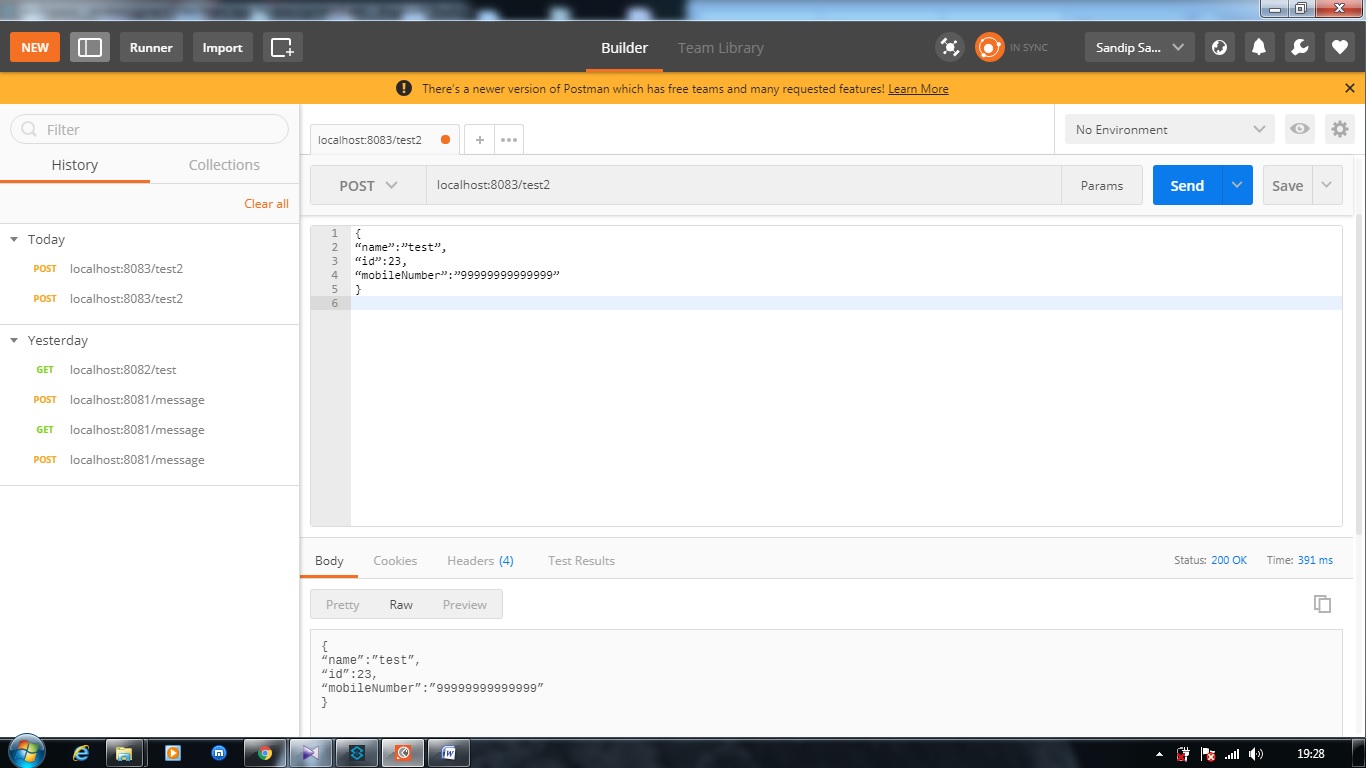 NEW Runner Import Builder Team Library IN SYNC Sandip Sa...
There's a newer version of Postman which has free teams and many requested features! Learn More
Filter
History Collections
Clear all
Today
POST localhost:8083/test2
POST localhost:8083/test2
Yesterday
GET localhost:8082/test
POST localhost:8081/message
GET localhost:8081/message
POST localhost:8081/message
localhost:8083/test2
No Environment
POST localhost:8083/test2 Params Send Save
1 {
2 “name”:”test”,
3 “id”:23,
4 “mobileNumber”:”99999999999999”
5 }
6
Body Cookies Headers (4) Test Results Status: 200 OK Time: 391 ms
Pretty Raw Preview
{
“name”:”test”,
“id”:23,
“mobileNumber”:”99999999999999”
}
19:28